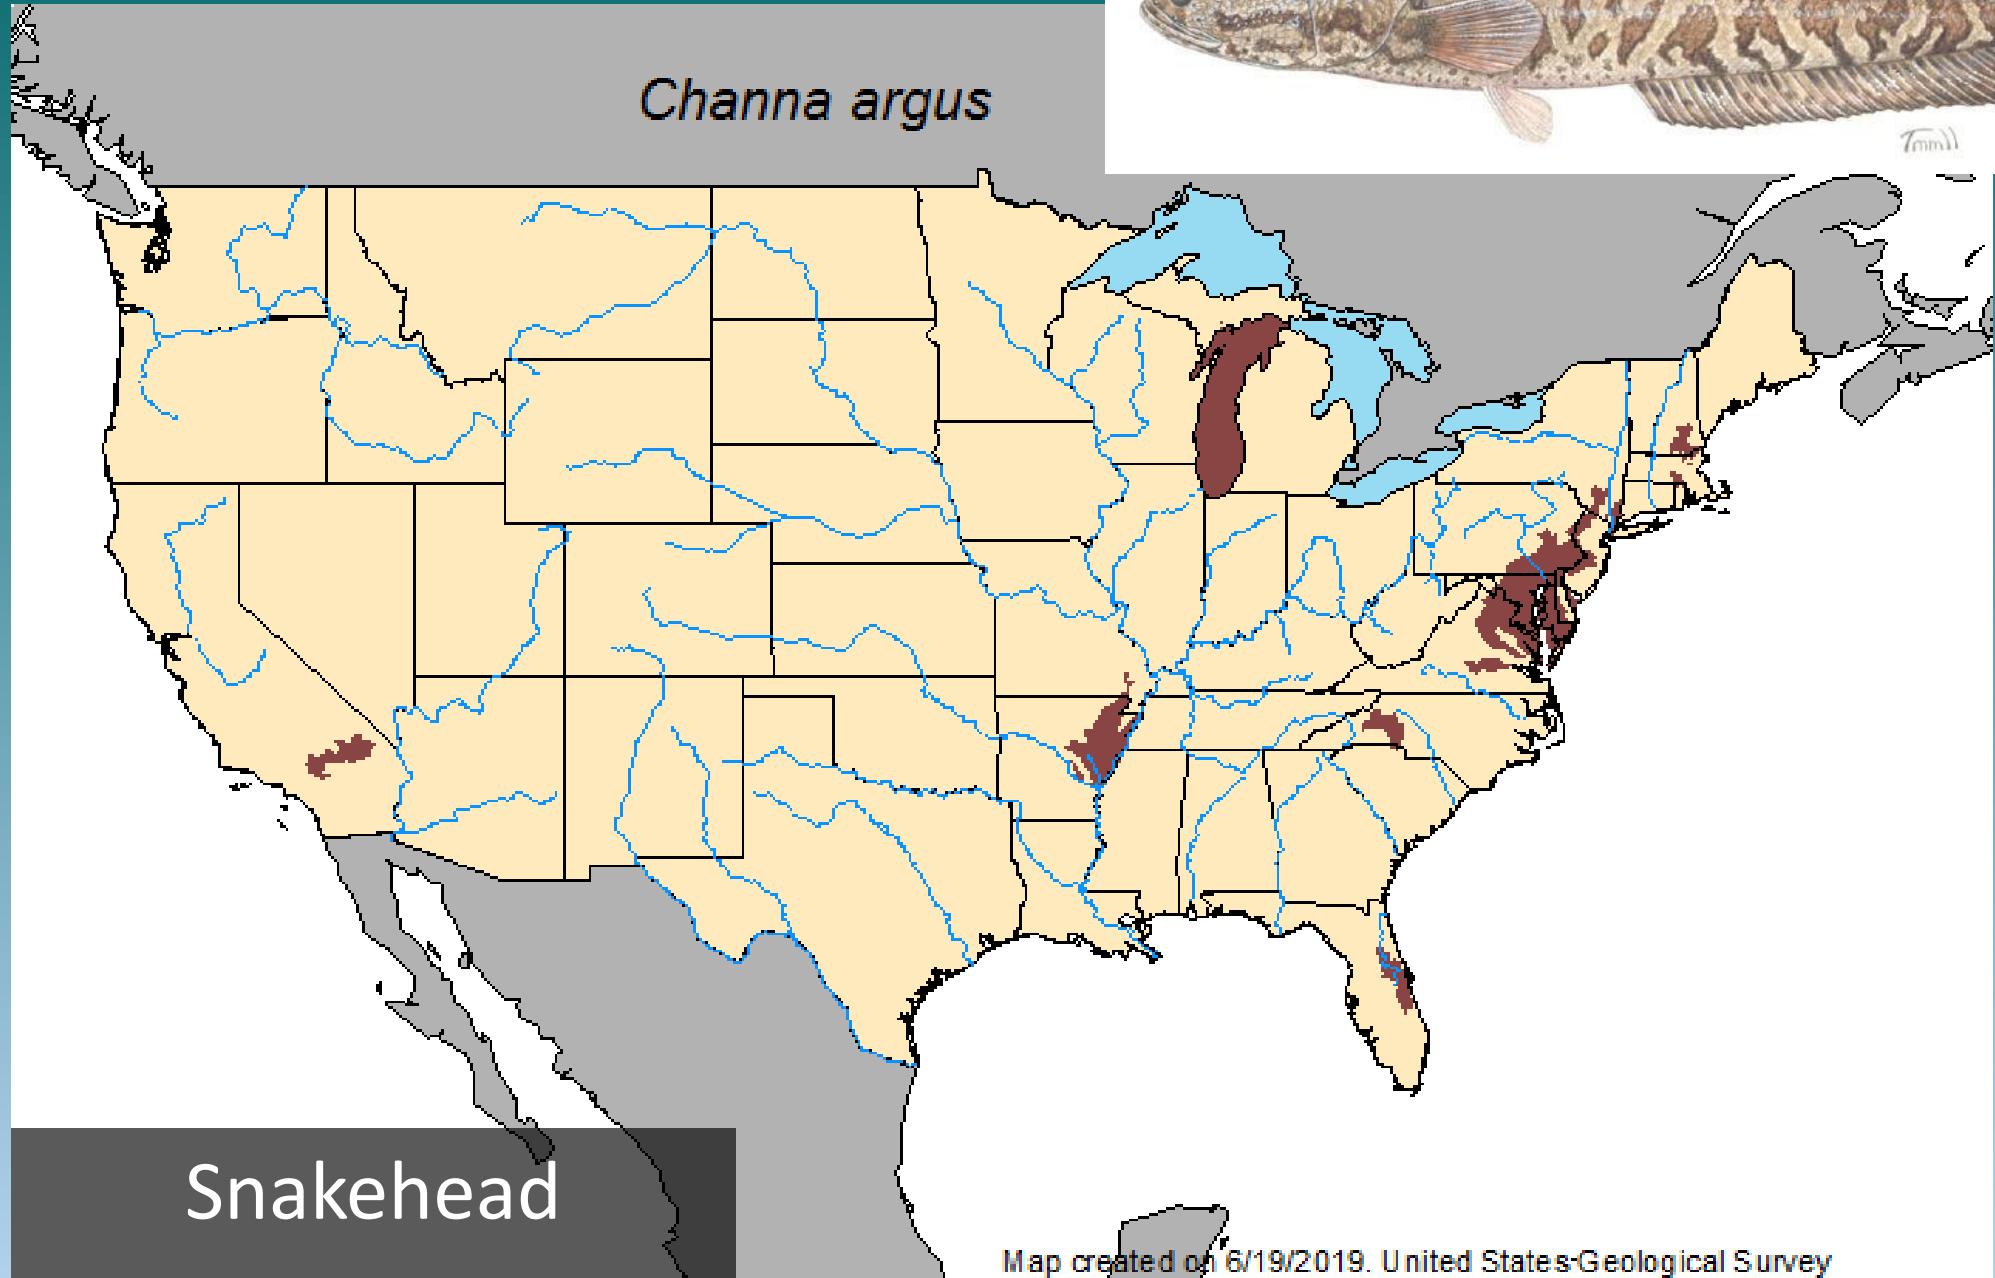 Channa argus
Snakehead
Map created on 6/19/2019. United States Geological Survey